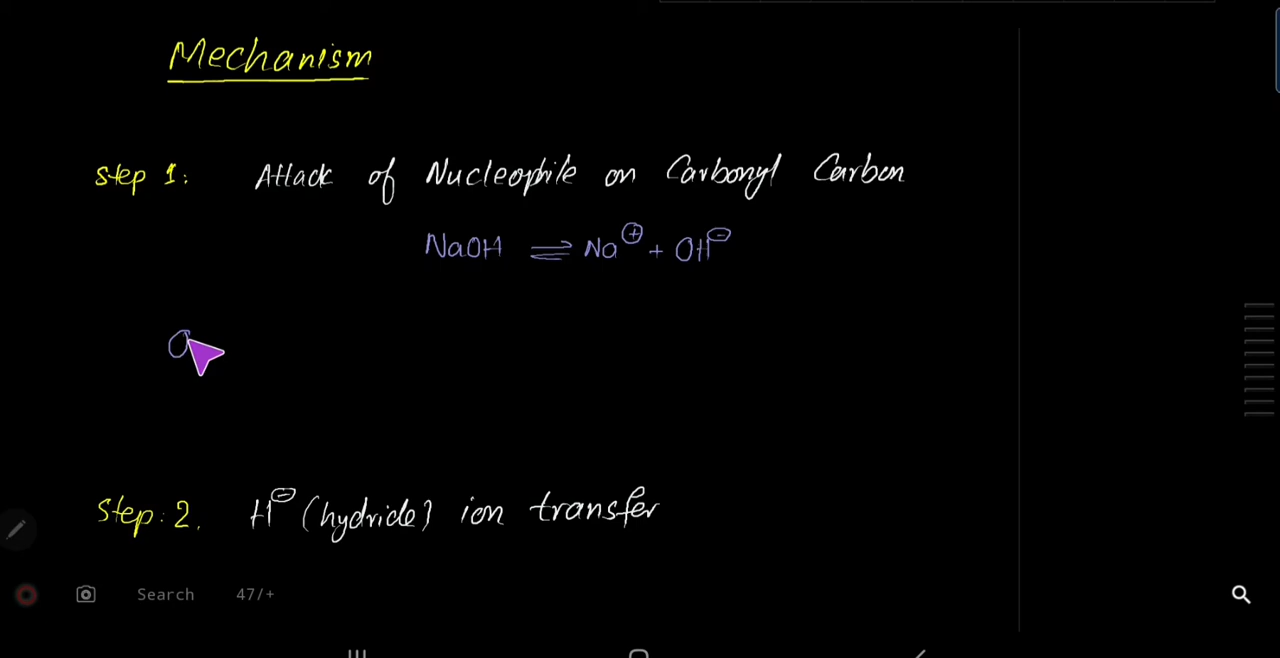 Mechanism
Step 1: Attack of Nucleophile on Carbonyl Carbon
NaOH ⇌ Na⊕ + OH⊖
O
Step: 2. H⊖ (hydride) ion transfer
Search 47/+